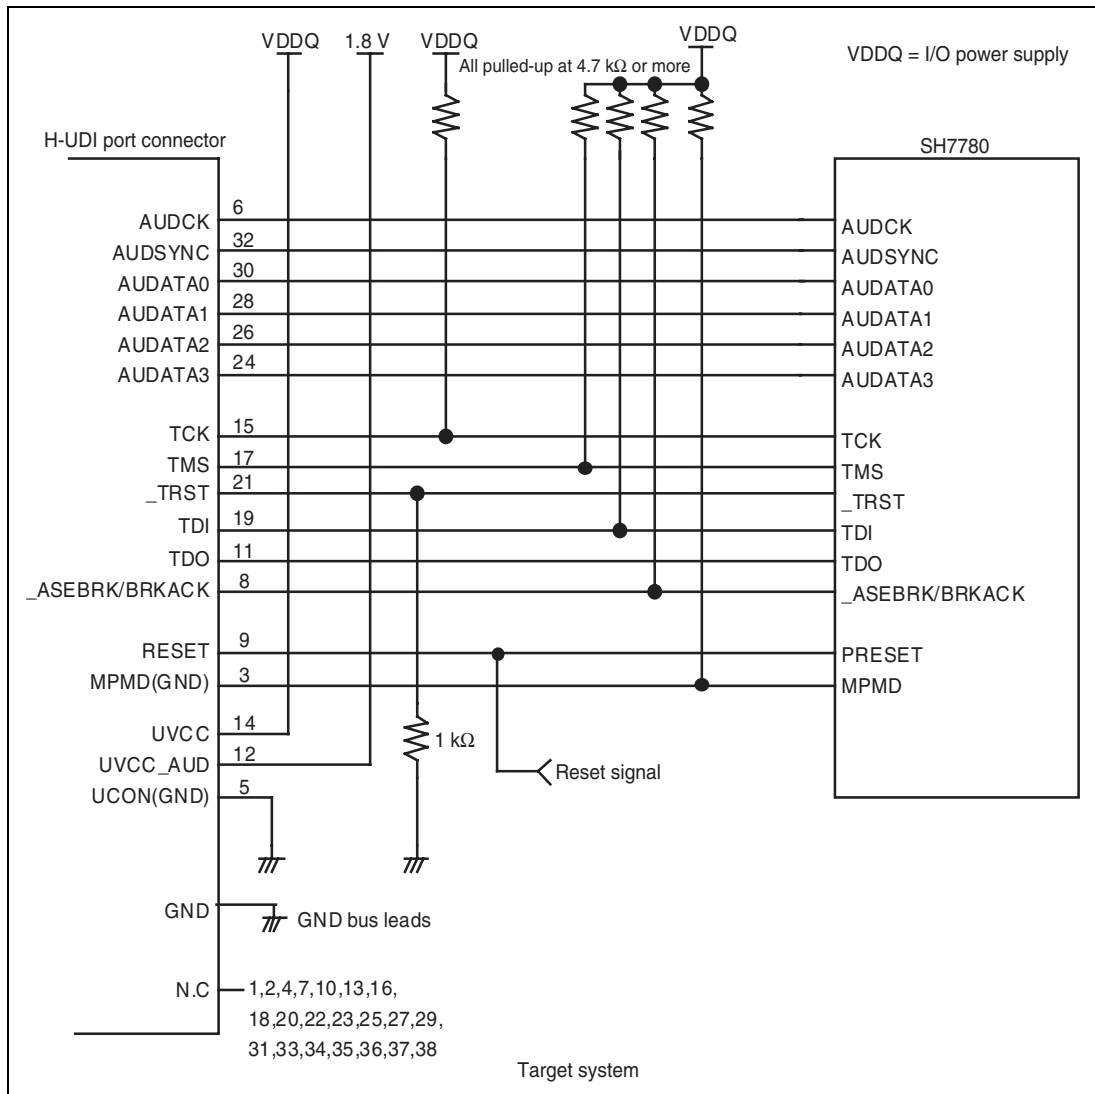 VDDQ 1.8 V VDDQ VDDQ
All pulled-up at 4.7 kΩ or more
VDDQ = I/O power supply
H-UDI port connector
SH7780
AUDCK 6 AUDCK
AUDSYNC 32 AUDSYNC
AUDATA0 30 AUDATA0
AUDATA1 28 AUDATA1
AUDATA2 26 AUDATA2
AUDATA3 24 AUDATA3
TCK 15 TCK
TMS 17 TMS
_TRST 21 _TRST
TDI 19 TDI
TDO 11 TDO
_ASEBRK/BRKACK 8 _ASEBRK/BRKACK
RESET 9 PRESET
MPMD(GND) 3 MPMD
UVCC 14
1 kΩ
UVCC_AUD 12
Reset signal
UCON(GND) 5
GND GND bus leads
N.C 1,2,4,7,10,13,16,
18,20,22,23,25,27,29,
31,33,34,35,36,37,38
Target system